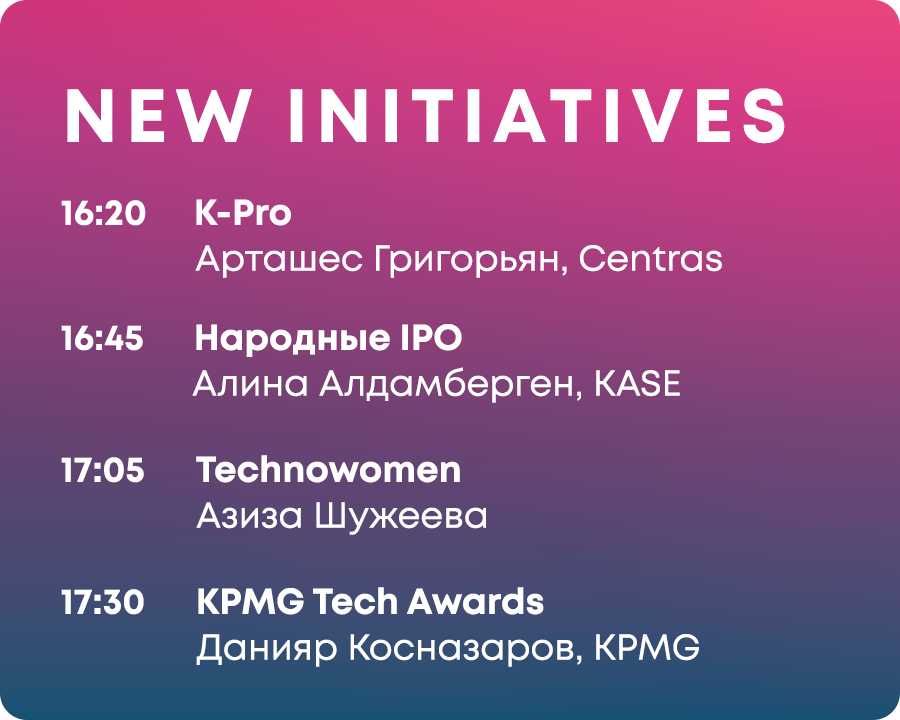 NEW INITIATIVES
16:20 K-Pro
Арташес Григорьян, Centras
16:45 Народные IPO
Алина Алдамберген, KASE
17:05 Technowomen
Азиза Шужеева
17:30 KPMG Tech Awards
Данияр Косназаров, KPMG